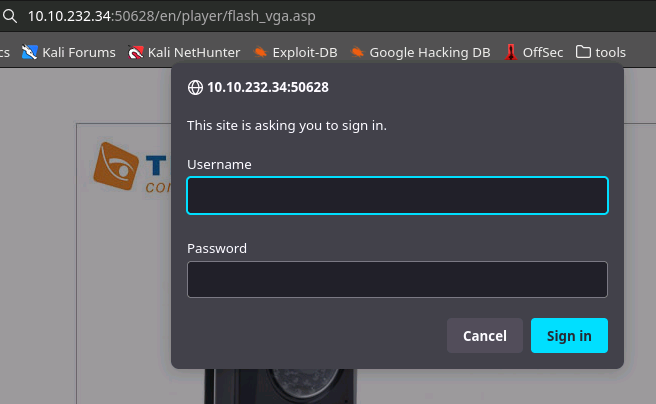 10.10.232.34:50628/en/player/flash_vga.asp
cs Kali Forums Kali NetHunter Exploit-DB Google Hacking DB OffSec tools
10.10.232.34:50628
This site is asking you to sign in.
Username
Password
Cancel Sign in
T
CO